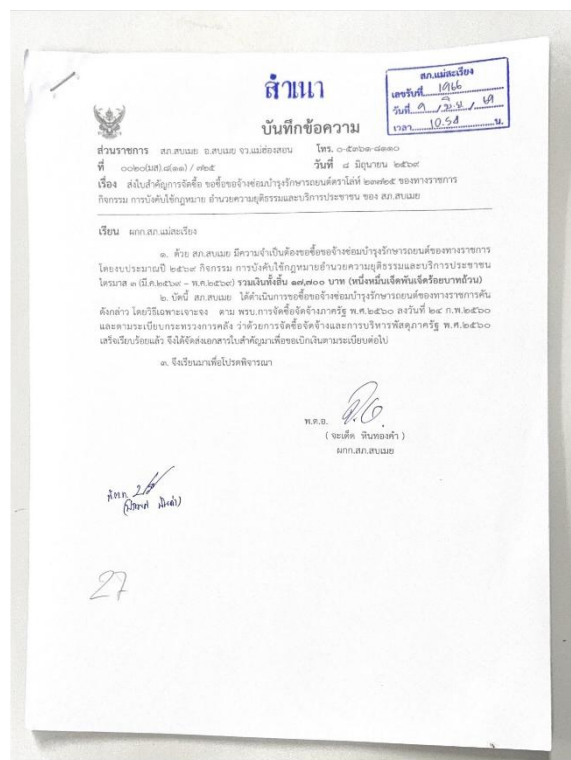 สำเนา
สภ.แม่สะเรียง
เลขรับที่ 1966
วันที่ ๙ / มิ.ย. / ๖๙
เวลา 10.54 น.
บันทึกข้อความ
ส่วนราชการ สภ.สบเมย อ.สบเมย จว.แม่ฮ่องสอน โทร. ๐-๕๓๖๑-๘๑๑๐
ที่ ๐๐๒๐(มส).๘(๑๑) / ๗๒๕ วันที่ ๘ มิถุนายน ๒๕๖๙
เรื่อง ส่งใบสำคัญการจัดซื้อ ขอซื้อขอจ้างซ่อมบำรุงรักษารถยนต์ตราโล่ห์ ๒๓๗๒๕ ของทางราชการ
กิจกรรม การบังคับใช้กฎหมาย อำนวยความยุติธรรมและบริการประชาชน ของ สภ.สบเมย
เรียน ผกก.สภ.แม่สะเรียง
๑. ด้วย สภ.สบเมย มีความจำเป็นต้องขอซื้อขอจ้างซ่อมบำรุงรักษารถยนต์ของทางราชการ
โดยงบประมาณปี ๒๕๖๙ กิจกรรม การบังคับใช้กฎหมายอำนวยความยุติธรรมและบริการประชาชน
ไตรมาส ๓ (มี.ค.๒๕๖๙ – พ.ค.๒๕๖๙) รวมเงินทั้งสิ้น ๑๗,๗๐๐ บาท (หนึ่งหมื่นเจ็ดพันเจ็ดร้อยบาทถ้วน)
๒. บัดนี้ สภ.สบเมย ได้ดำเนินการขอซื้อขอจ้างซ่อมบำรุงรักษารถยนต์ของทางราชการคัน
ดังกล่าว โดยวิธีเฉพาะเจาะจง ตาม พรบ.การจัดซื้อจัดจ้างภาครัฐ พ.ศ.๒๕๖๐ ลงวันที่ ๒๔ ก.พ.๒๕๖๐
และตามระเบียบกระทรวงการคลัง ว่าด้วยการจัดซื้อจัดจ้างและการบริหารพัสดุภาครัฐ พ.ศ.๒๕๖๐
เสร็จเรียบร้อยแล้ว จึงได้จัดส่งเอกสารใบสำคัญมาเพื่อขอเบิกเงินตามระเบียบต่อไป
๓. จึงเรียนมาเพื่อโปรดพิจารณา
พ.ต.อ.
( จะเด็ด หินทองคำ )
ผกก.สภ.สบเมย
27